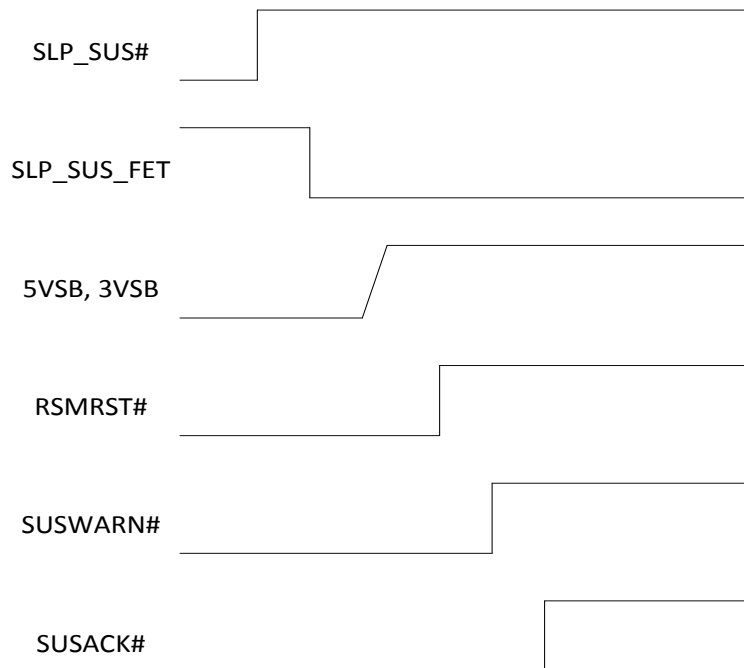 SLP_SUS#
SLP_SUS_FET
5VSB, 3VSB
RSMRST#
SUSWARN#
SUSACK#